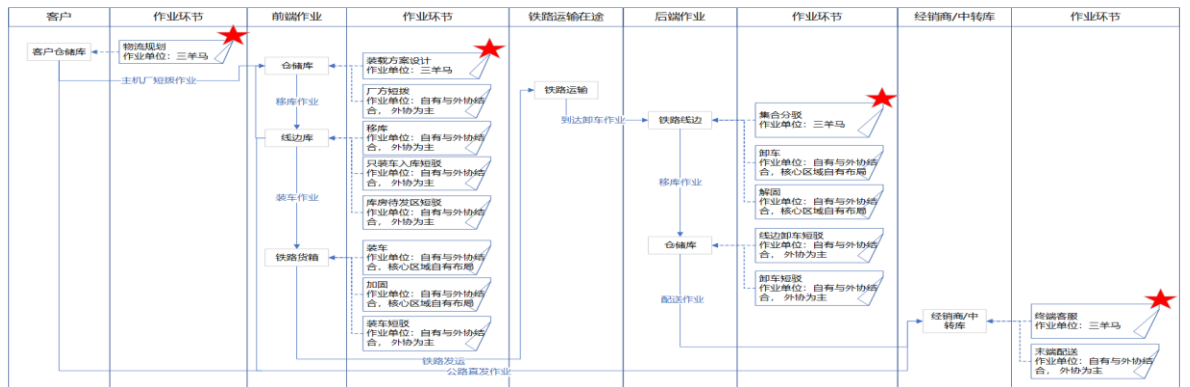 客户
作业环节
前端作业
作业环节
铁路运输在途
后端作业
作业环节
经销商/中转库
作业环节
客户仓储库
物流规划
作业单位：三羊马
主机厂短拨作业
仓储库
装载方案设计
作业单位：三羊马
厂方短拨
作业单位：自有与外协结
合，外协为主
移库作业
线边库
移库
作业单位：自有与外协结
合，外协为主
只装车入库短驳
作业单位：自有与外协结
合，外协为主
库房待发区短驳
作业单位：自有与外协结
合，外协为主
装车作业
铁路货箱
装车
作业单位：自有与外协结
合，核心区域自有布局
加固
作业单位：自有与外协结
合，核心区域自有布局
装车短驳
作业单位：自有与外协结
合，外协为主
铁路发运
公路直发作业
铁路运输
到达卸车作业
铁路线边
集合分驳
作业单位：三羊马
卸车
作业单位：自有与外协结
合，核心区域自有布局
解固
作业单位：自有与外协结
合，核心区域自有布局
移库作业
仓储库
线边卸车短驳
作业单位：自有与外协结
合，外协为主
卸车短驳
作业单位：自有与外协结
合，外协为主
配送作业
经销商/中
转库
终端客服
作业单位：三羊马
末端配送
作业单位：自有与外协结
合，外协为主